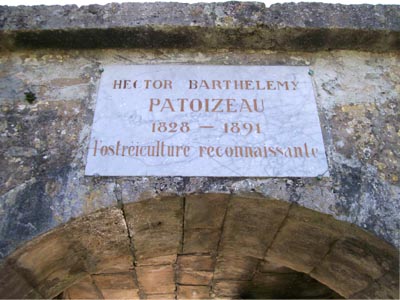 HECTOR BARTHELEMY
PATOIZEAU
1828 — 1891
l'ostréiculture reconnaissante